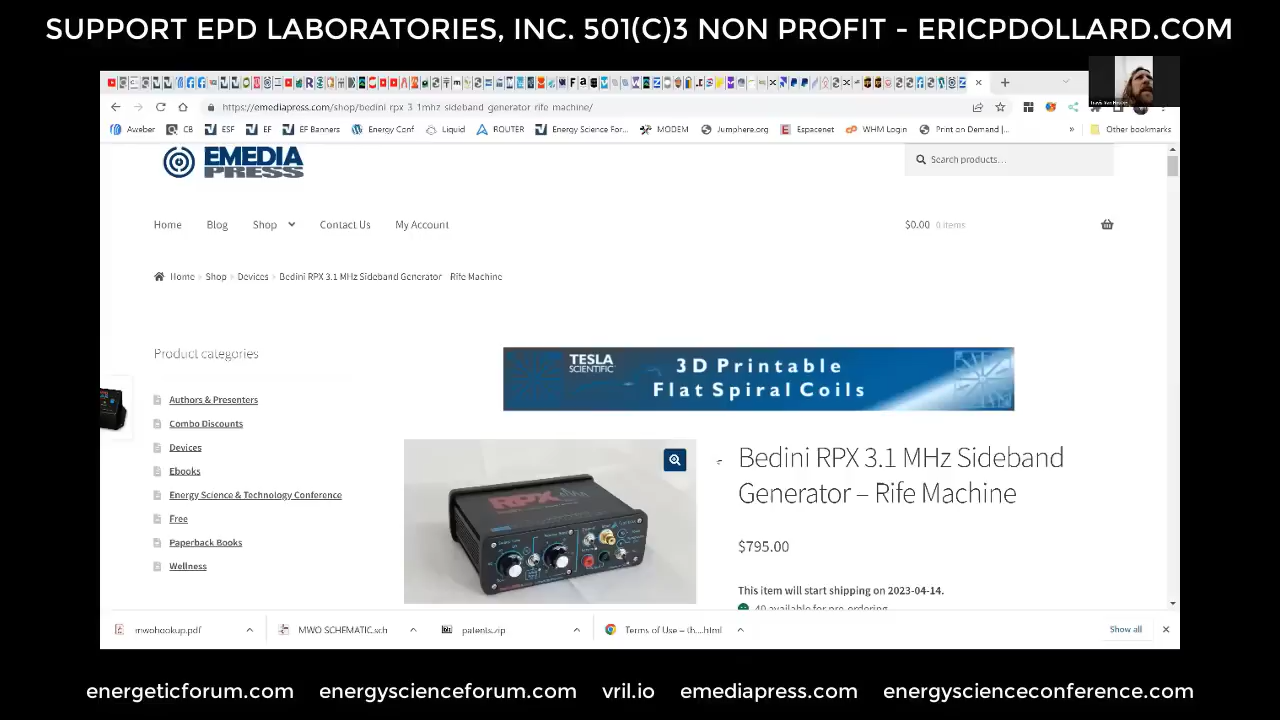 SUPPORT EPD LABORATORIES, INC. 501(C)3 NON PROFIT - ERICPDOLLARD.COM
https://emediapress.com/shop/bedini rpx 3 1mhz sideband generator rife machine/
Aweber CB ESF EF EF Banners Energy Conf Liquid ROUTER Energy Science For... MODEM Jumphere.org Espacenet WHM Login Print on Demand |... » Other bookmarks
EMEDIA
PRESS
Search products...
Home Blog Shop Contact Us My Account $0.00 0 items
Home Shop Devices Bedini RPX 3.1 MHz Sideband Generator Rife Machine
Product categories
Authors & Presenters
Combo Discounts
Devices
Ebooks
Energy Science & Technology Conference
Free
Paperback Books
Wellness
TESLA
SCIENTIFIC
3D Printable
Flat Spiral Coils
RPX
Bedini RPX 3.1 MHz Sideband
Generator – Rife Machine
$795.00
This item will start shipping on 2023-04-14.
40 available for pre-ordering
mwohookup.pdf MWO SCHEMATIC.sch patents.zip Terms of Use – th....html Show all
energeticforum.com energyscienceforum.com vril.io emediapress.com energyscienceconference.com